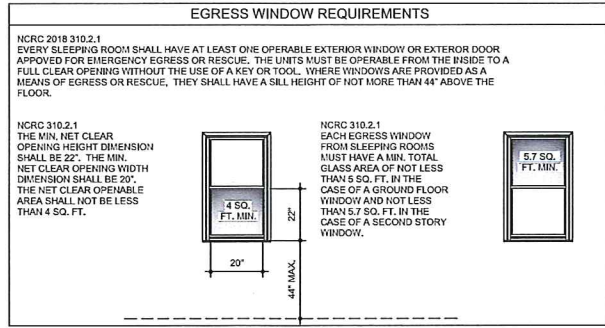 EGRESS WINDOW REQUIREMENTS
NCRC 2018 310.2.1
EVERY SLEEPING ROOM SHALL HAVE AT LEAST ONE OPERABLE EXTERIOR WINDOW OR EXTERIOR DOOR
APPOVED FOR EMERGENCY EGRESS OR RESCUE. THE UNITS MUST BE OPERABLE FROM THE INSIDE TO A
FULL CLEAR OPENING WITHOUT THE USE OF A KEY OR TOOL. WHERE WINDOWS ARE PROVIDED AS A
MEANS OF EGRESS OR RESCUE, THEY SHALL HAVE A SILL HEIGHT OF NOT MORE THAN 44" ABOVE THE
FLOOR.
NCRC 310.2.1
THE MIN. NET CLEAR
OPENING HEIGHT DIMENSION
SHALL BE 22". THE MIN.
NET CLEAR OPENING WIDTH
DIMENSION SHALL BE 20".
THE NET CLEAR OPENABLE
AREA SHALL NOT BE LESS
THAN 4 SQ. FT.
4 SQ.
FT. MIN.
22"
20"
44" MAX.
NCRC 310.2.1
EACH EGRESS WINDOW
FROM SLEEPING ROOMS
MUST HAVE A MIN. TOTAL
GLASS AREA OF NOT LESS
THAN 5 SQ. FT. IN THE
CASE OF A GROUND FLOOR
WINDOW AND NOT LESS
THAN 5.7 SQ. FT. IN THE
CASE OF A SECOND STORY
WINDOW.
5.7 SQ.
FT. MIN.